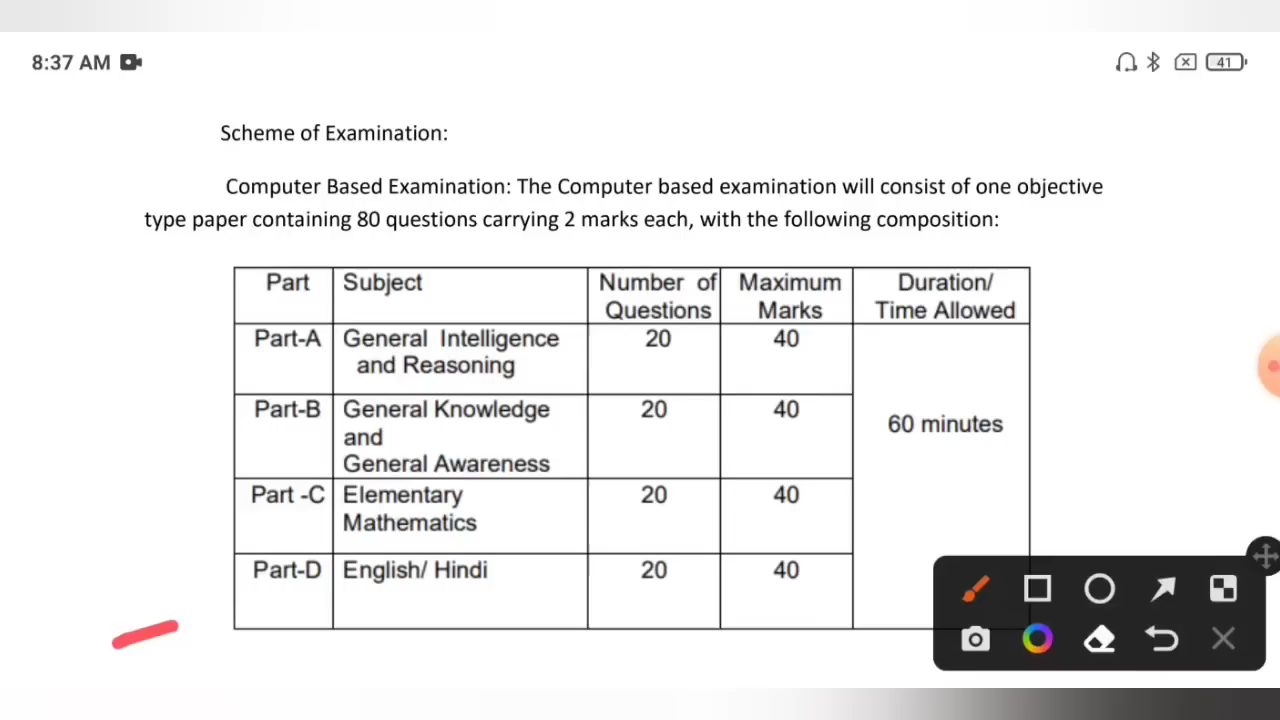 8:37 AM
41
Scheme of Examination:
Computer Based Examination: The Computer based examination will consist of one objective
type paper containing 80 questions carrying 2 marks each, with the following composition:
Part Subject Number of Maximum Duration/
Questions Marks Time Allowed
Part-A General Intelligence 20 40
and Reasoning
Part-B General Knowledge 20 40
60 minutes
and
General Awareness
Part -C Elementary 20 40
Mathematics
Part-D English/ Hindi 20 40